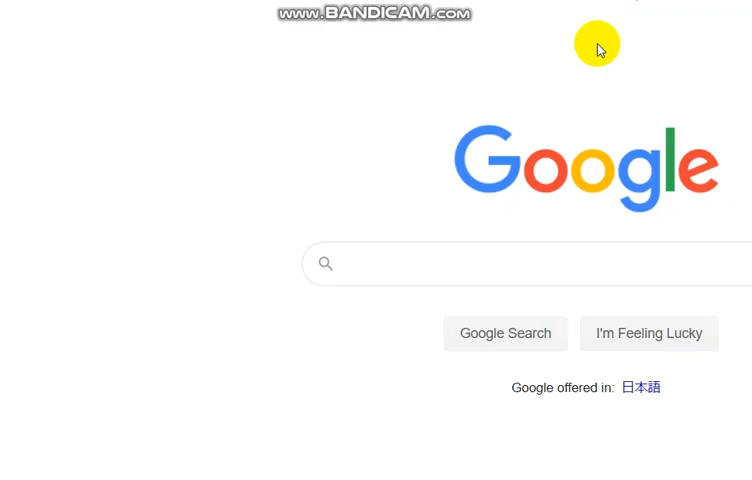 www.BANDICAM.com
Google
Google Search
I'm Feeling Lucky
Google offered in: 日本語